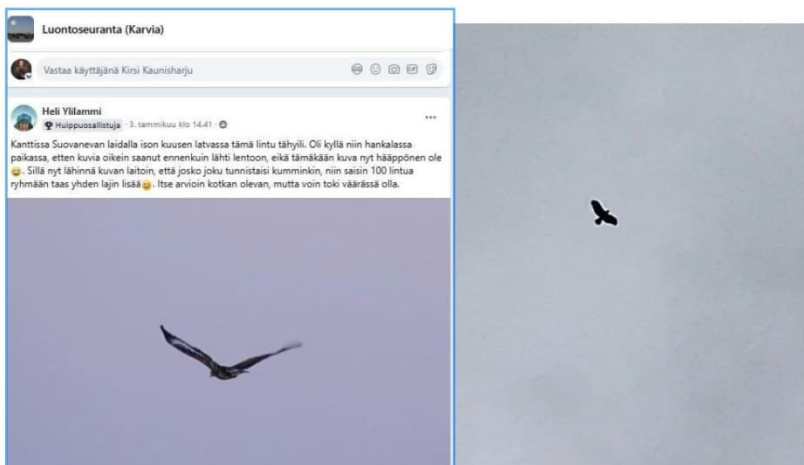 Luontoseuranta (Karvia)
Vastaa käyttäjänä Kirsi Kaunisharju
Heli Ylilammi
Huippuosallistuja · 3. tammikuu klo 14.41 ·
Kanttissa Suovanevan laidalla ison kuusen latvassa tämä lintu tähyili. Oli kyllä niin hankalassa
paikassa, etten kuvia oikein saanut ennenkuin lähti lentoon, eikä tämäkään kuva nyt hääppönen ole
😅. Sillä nyt lähinnä kuvan laitoin, että josko joku tunnistaisi kumminkin, niin saisin 100 lintua
ryhmään taas yhden lajin lisää😅. Itse arvioin kotkan olevan, mutta voin toki väärässä olla.